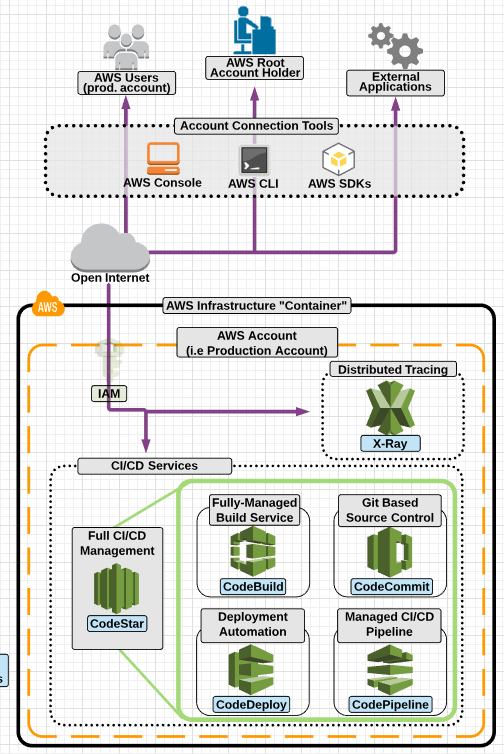 AWS Users
(prod. account)
AWS Root
Account Holder
External
Applications
Account Connection Tools
AWS Console
AWS CLI
AWS SDKs
Open Internet
AWS
AWS Infrastructure "Container"
AWS Account
(i.e Production Account)
IAM
Distributed Tracing
X-Ray
CI/CD Services
Full CI/CD
Management
CodeStar
Fully-Managed
Build Service
CodeBuild
Git Based
Source Control
CodeCommit
Deployment
Automation
CodeDeploy
Managed CI/CD
Pipeline
CodePipeline
s